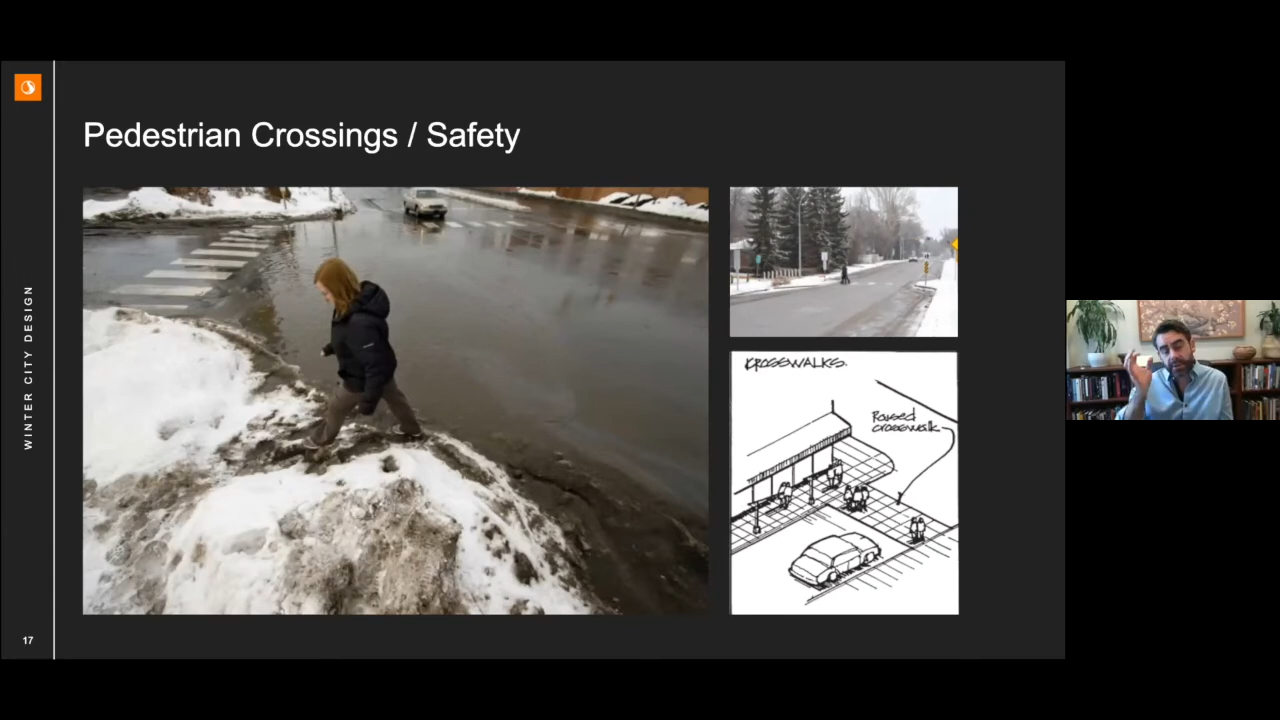 Pedestrian Crossings / Safety
WINTER CITY DESIGN
CROSSWALKS.
Raised
crosswalk
17